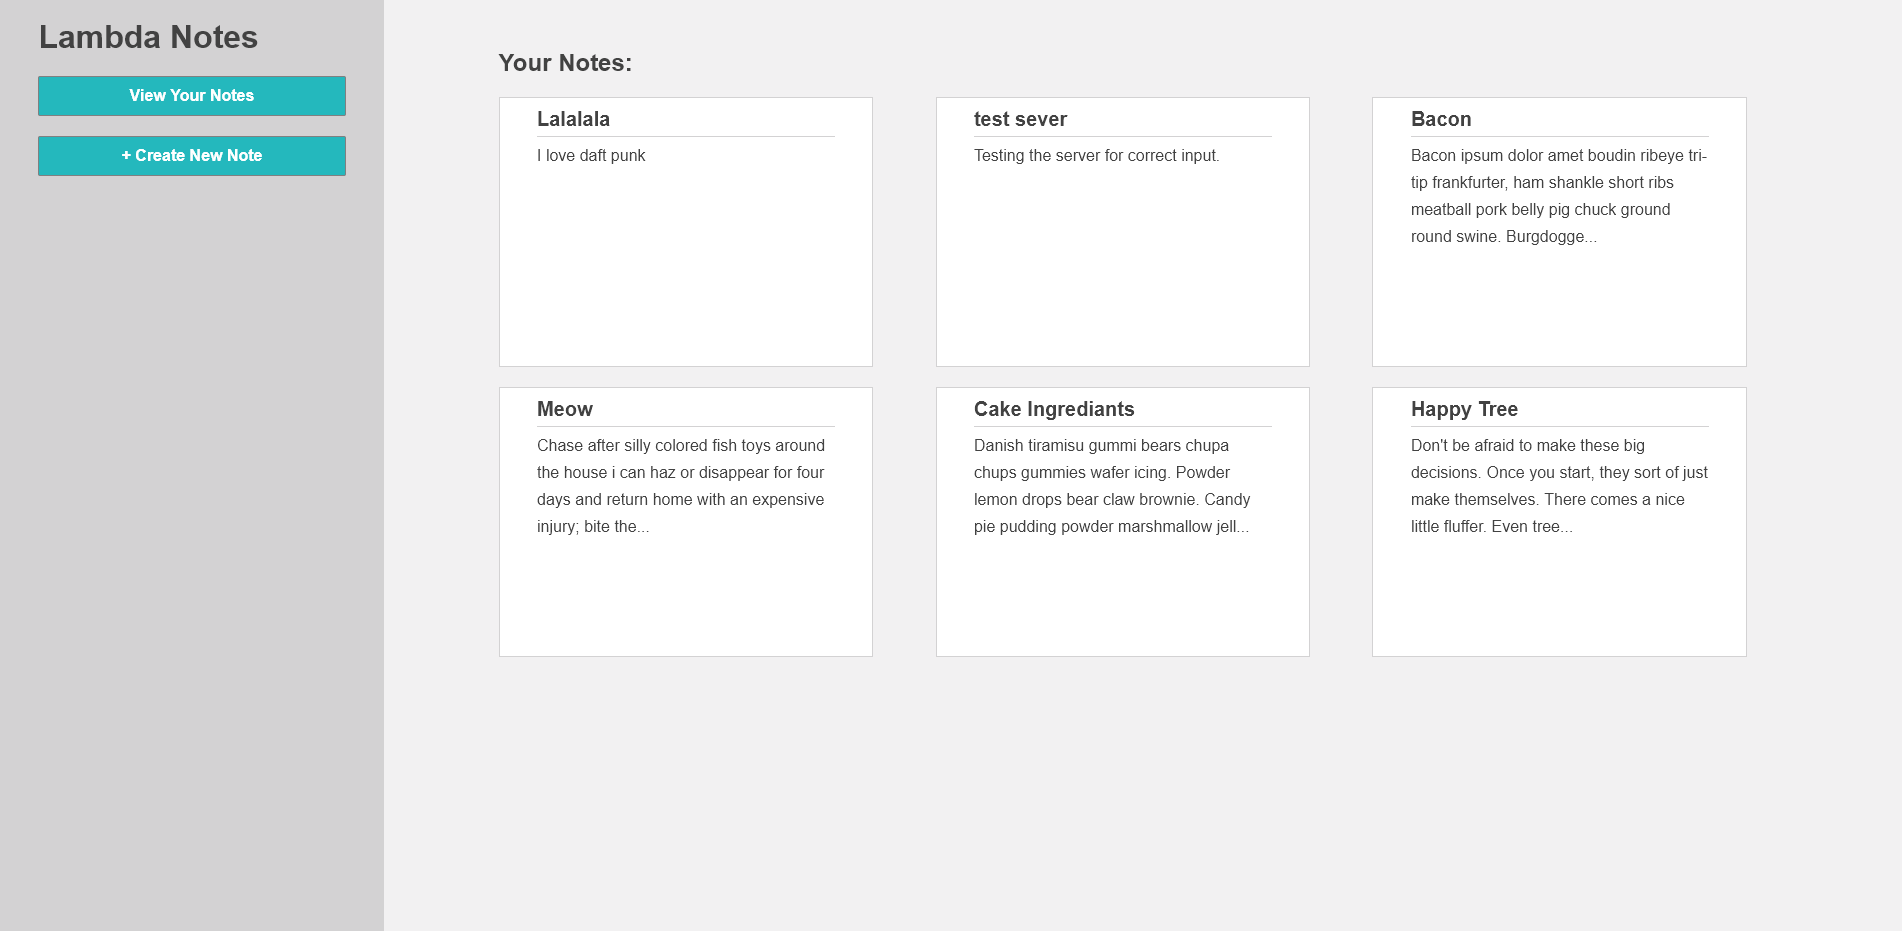 Lambda Notes
View Your Notes
+ Create New Note
Your Notes:
Lalalala
I love daft punk
test sever
Testing the server for correct input.
Bacon
Bacon ipsum dolor amet boudin ribeye tri-
tip frankfurter, ham shankle short ribs
meatball pork belly pig chuck ground
round swine. Burgdogge...
Meow
Chase after silly colored fish toys around
the house i can haz or disappear for four
days and return home with an expensive
injury; bite the...
Cake Ingrediants
Danish tiramisu gummi bears chupa
chups gummies wafer icing. Powder
lemon drops bear claw brownie. Candy
pie pudding powder marshmallow jell...
Happy Tree
Don't be afraid to make these big
decisions. Once you start, they sort of just
make themselves. There comes a nice
little fluffer. Even tree...